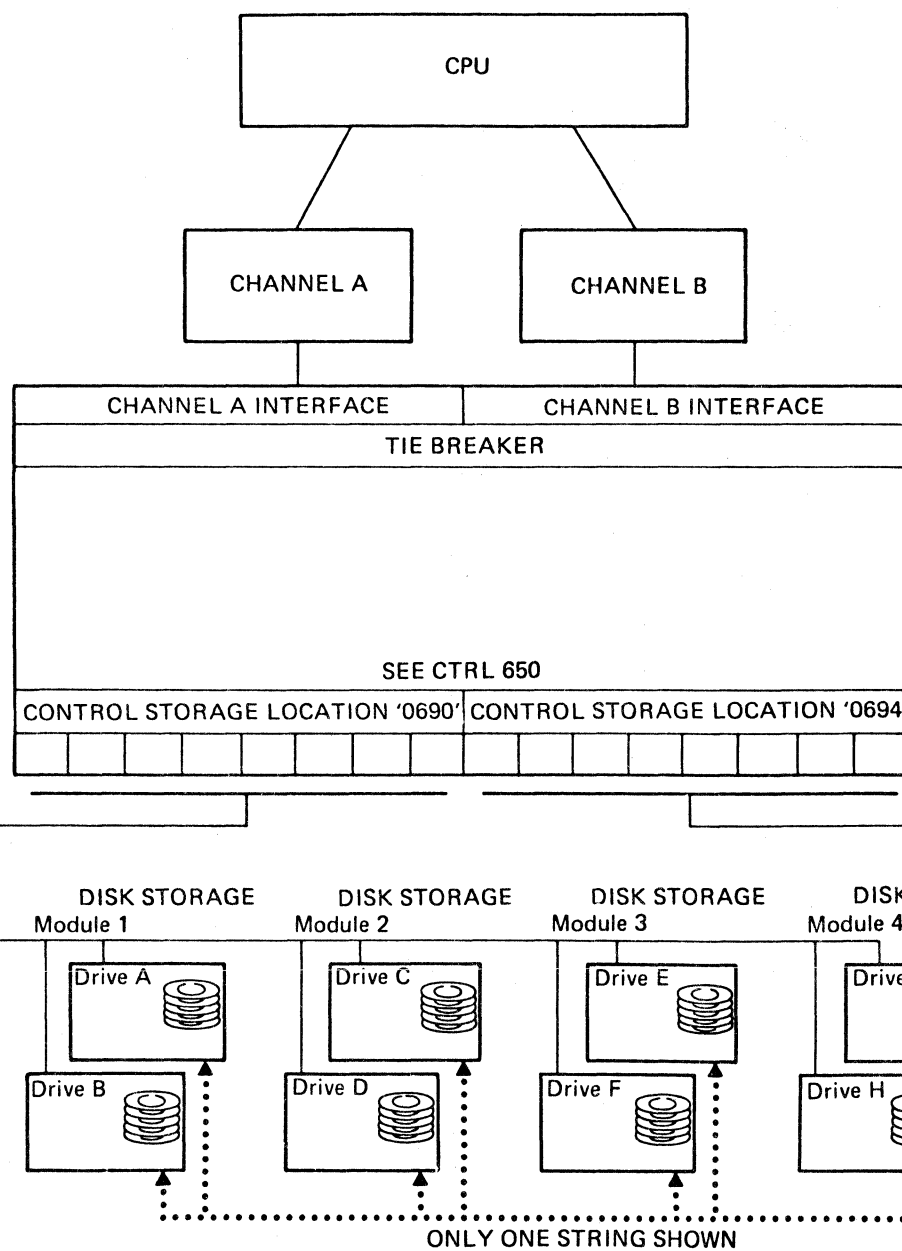 CPU
CHANNEL A
CHANNEL B
CHANNEL A INTERFACE
CHANNEL B INTERFACE
TIE BREAKER
SEE CTRL 650
CONTROL STORAGE LOCATION '0690'
CONTROL STORAGE LOCATION '0694
DISK STORAGE
Module 1
DISK STORAGE
Module 2
DISK STORAGE
Module 3
DISK
Module 4
Drive A
Drive C
Drive E
Drive
Drive B
Drive D
Drive F
Drive H
ONLY ONE STRING SHOWN